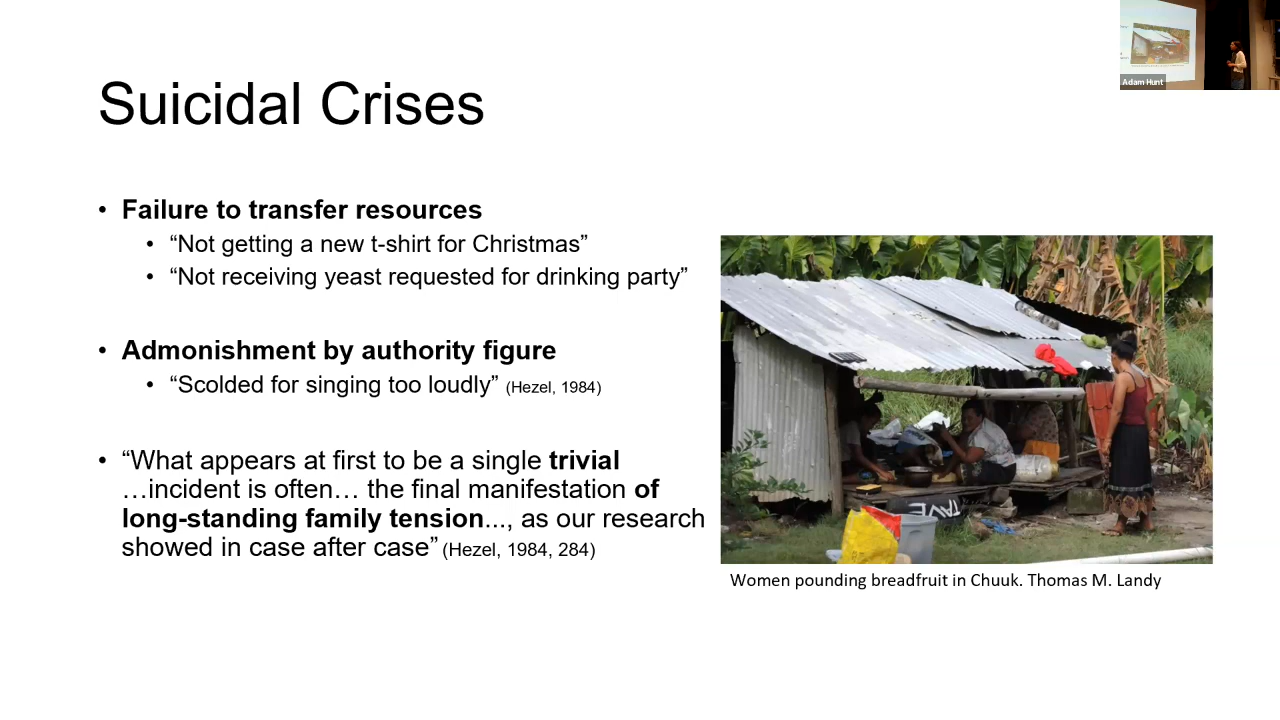 Adam Hunt
Suicidal Crises
• Failure to transfer resources
• “Not getting a new t-shirt for Christmas”
• “Not receiving yeast requested for drinking party”
• Admonishment by authority figure
• “Scolded for singing too loudly” (Hezel, 1984)
• “What appears at first to be a single trivial
…incident is often… the final manifestation of
long-standing family tension..., as our research
showed in case after case” (Hezel, 1984, 284)
TAVE
Women pounding breadfruit in Chuuk. Thomas M. Landy